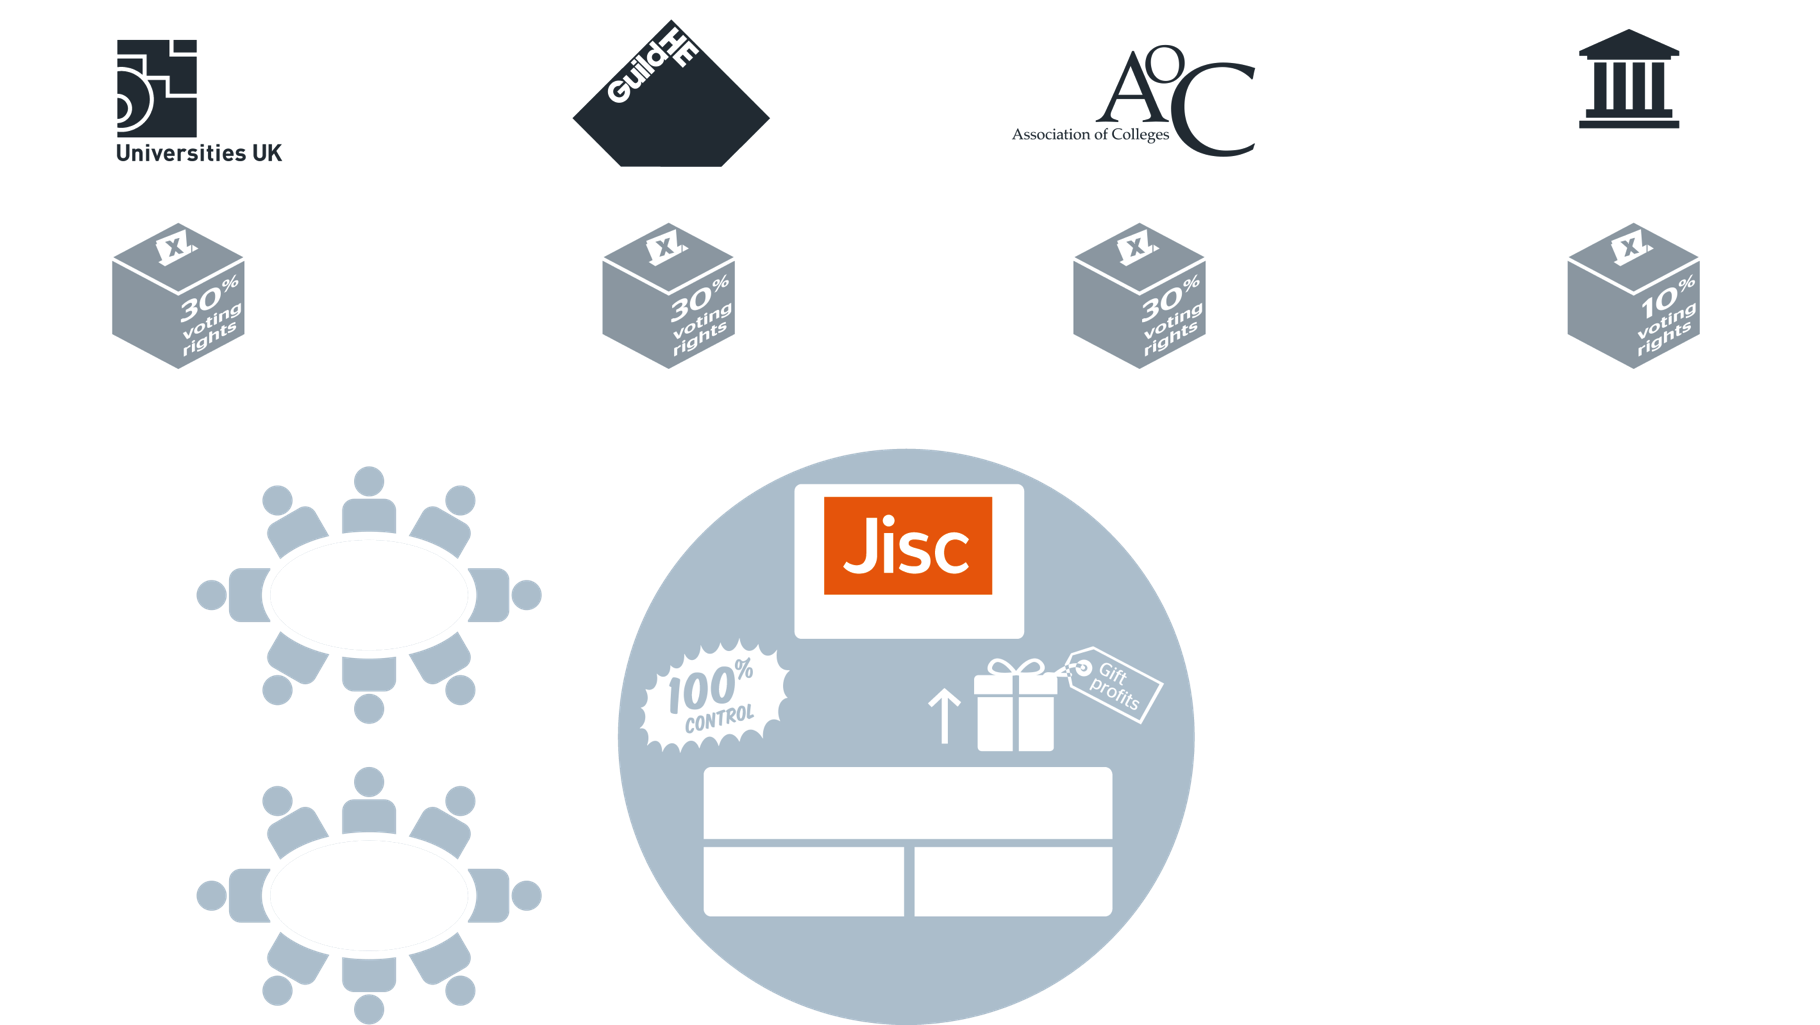 Universities UK
GuildHE
AoC
Association of Colleges
X
30%
voting
rights
X
30%
voting
rights
X
30%
voting
rights
X
10%
voting
rights
Jisc
100%
CONTROL
Gift
profits